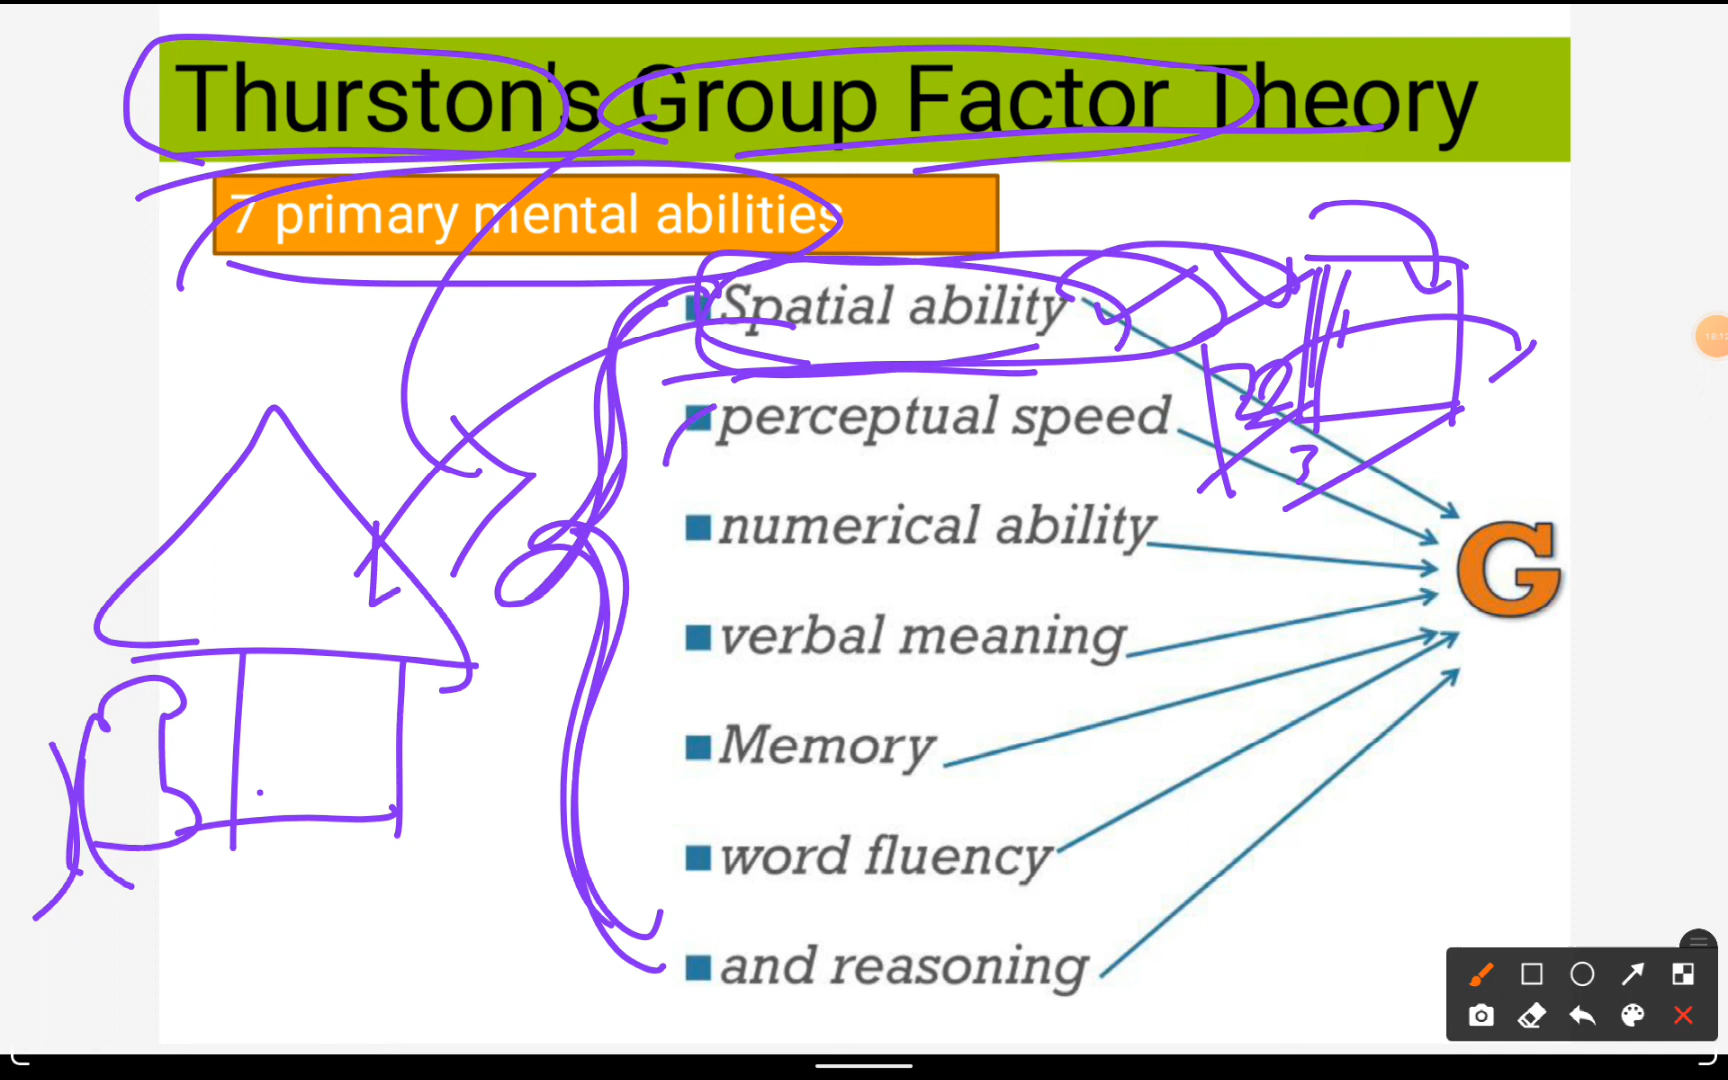 Thurston's Group Factor Theory
7 primary mental abilities
Spatial ability
perceptual speed
numerical ability
verbal meaning
Memory
word fluency
and reasoning
G